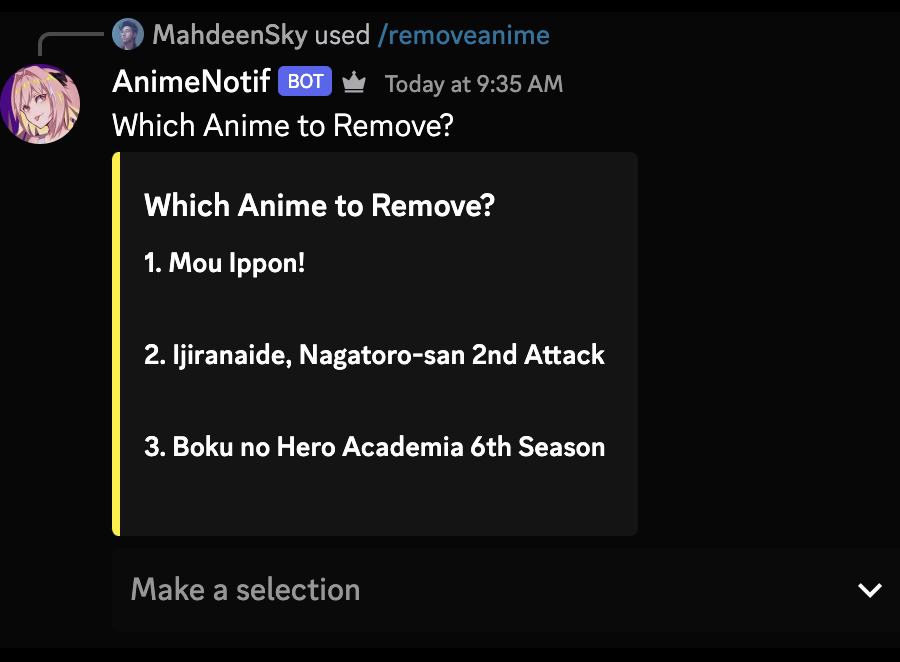 MahdeenSky used /removeanime
AnimeNotif BOT Today at 9:35 AM
Which Anime to Remove?
Which Anime to Remove?
1. Mou Ippon!
2. Ijiranaide, Nagatoro-san 2nd Attack
3. Boku no Hero Academia 6th Season
Make a selection